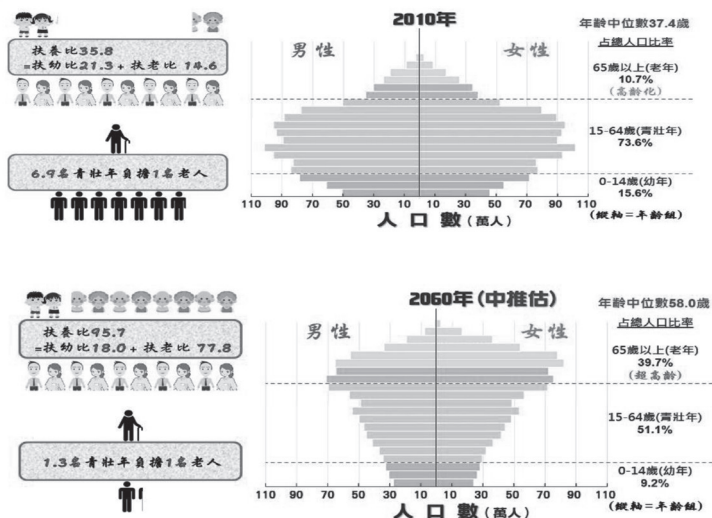 2010年
年齡中位數37.4歲
占總人口比率
男性
女性
扶養比35.8
=扶幼比21.3 + 扶老比 14.6
65歲以上(老年)
10.7%
(高齡化)
15-64歲(青壯年)
73.6%
6.9名青壯年負擔1名老人
0-14歲(幼年)
15.6%
110 90 70 50 30 10 10 30 50 70 90 110
人口數(萬人)
(縱軸=年齡組)
2060年(中推估)
年齡中位數58.0歲
占總人口比率
男性
女性
扶養比95.7
=扶幼比18.0 + 扶老比 77.8
65歲以上(老年)
39.7%
(超高齡)
15-64歲(青壯年)
51.1%
1.3名青壯年負擔1名老人
0-14歲(幼年)
9.2%
110 90 70 50 30 10 10 30 50 70 90 110
人口數(萬人)
(縱軸=年齡組)